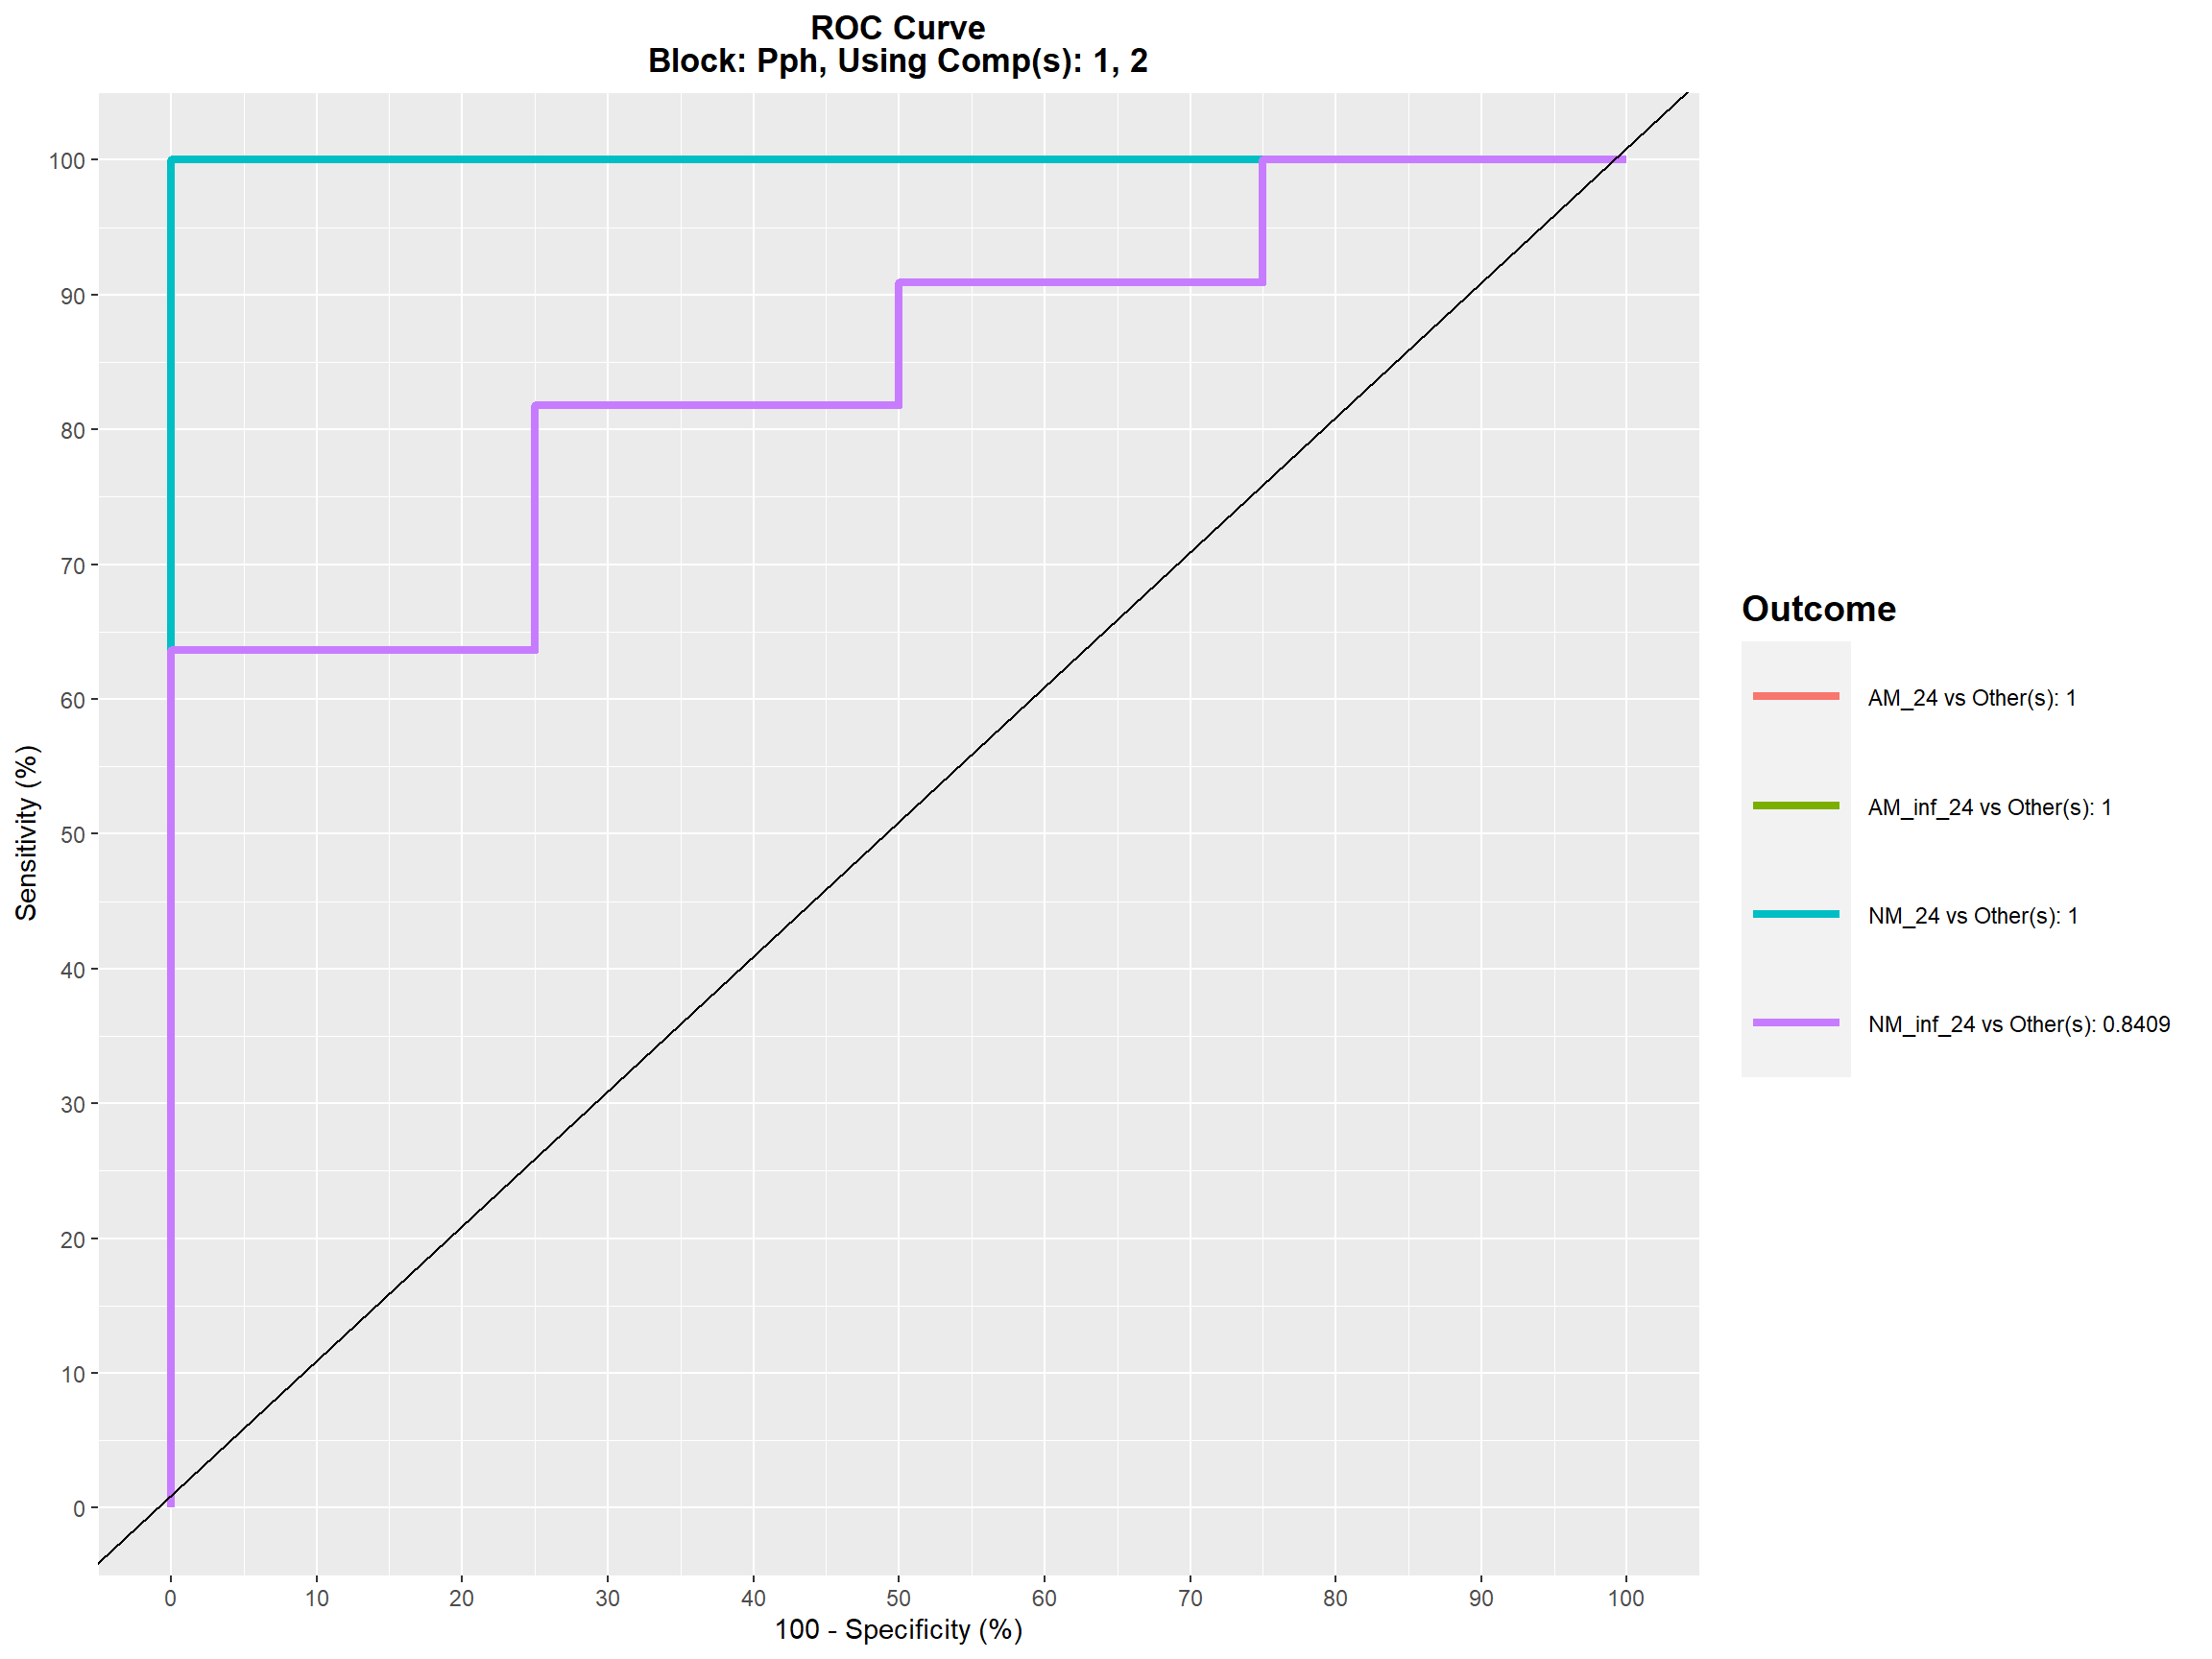 ROC Curve
Block: Pph, Using Comp(s): 1, 2
Sensitivity (%)
100
90
80
70
60
50
40
30
20
10
0
0 10 20 30 40 50 60 70 80 90 100
100 - Specificity (%)
Outcome
AM_24 vs Other(s): 1
AM_inf_24 vs Other(s): 1
NM_24 vs Other(s): 1
NM_inf_24 vs Other(s): 0.8409